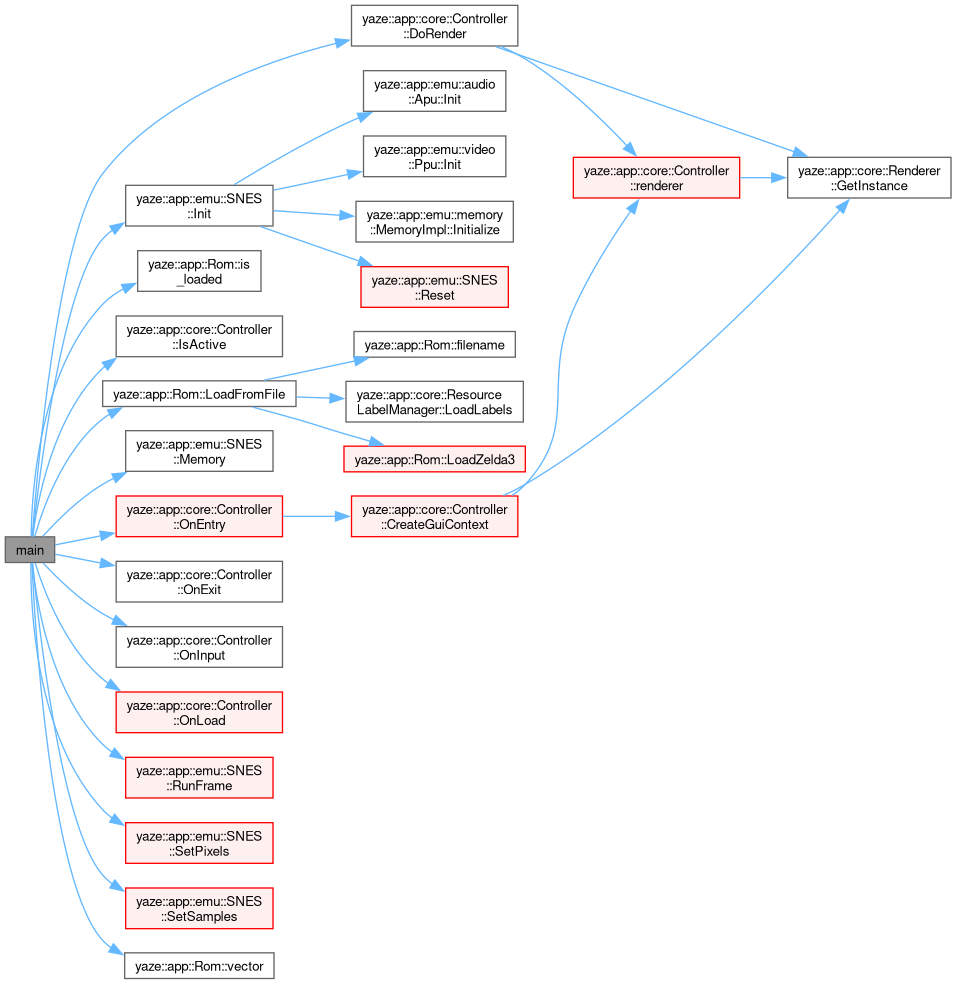 main
yaze::app::core::Controller
::DoRender
yaze::app::emu::audio
::Apu::Init
yaze::app::emu::video
::Ppu::Init
yaze::app::core::Controller
::renderer
yaze::app::core::Renderer
::GetInstance
yaze::app::emu::SNES
::Init
yaze::app::emu::memory
::MemoryImpl::Initialize
yaze::app::Rom::is
_loaded
yaze::app::emu::SNES
::Reset
yaze::app::core::Controller
::IsActive
yaze::app::Rom::filename
yaze::app::Rom::LoadFromFile
yaze::app::core::Resource
LabelManager::LoadLabels
yaze::app::emu::SNES
::Memory
yaze::app::Rom::LoadZelda3
yaze::app::core::Controller
::OnEntry
yaze::app::core::Controller
::CreateGuiContext
yaze::app::core::Controller
::OnExit
yaze::app::core::Controller
::OnInput
yaze::app::core::Controller
::OnLoad
yaze::app::emu::SNES
::RunFrame
yaze::app::emu::SNES
::SetPixels
yaze::app::emu::SNES
::SetSamples
yaze::app::Rom::vector